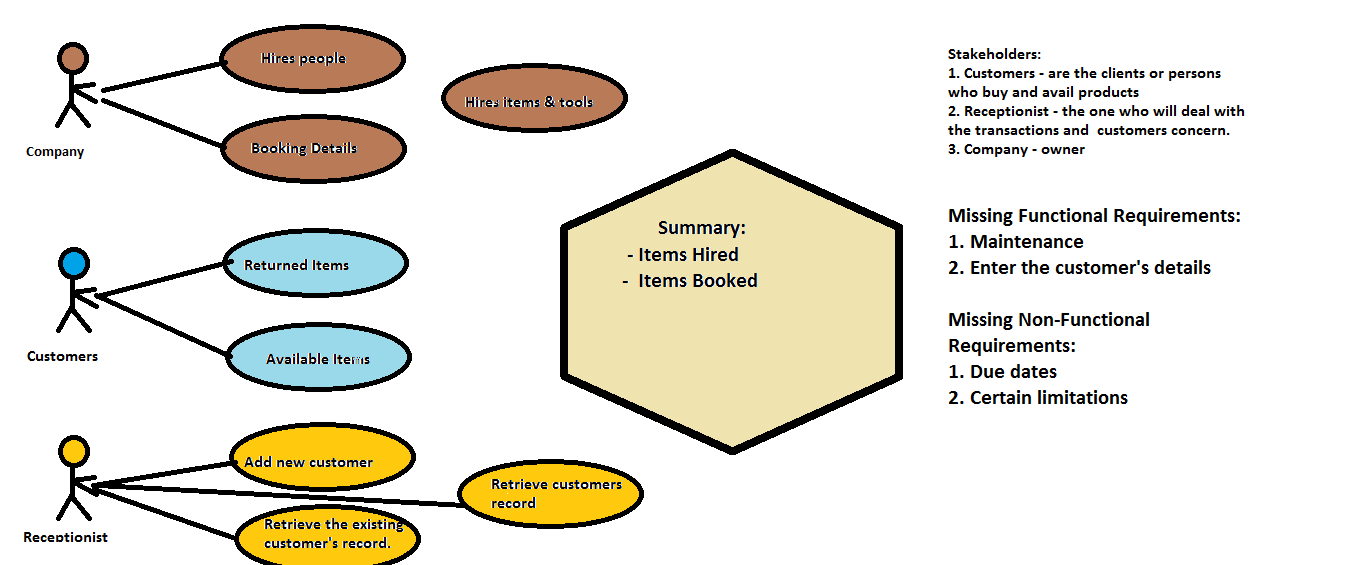 Hires people
Hires items & tools
Booking Details
Company
Returned Items
Available Items
Customers
Add new customer
Retrieve customers
record
Retrieve the existing
customer's record.
Receptionist
Summary:
- Items Hired
- Items Booked
Stakeholders:
1. Customers - are the clients or persons
who buy and avail products
2. Receptionist - the one who will deal with
the transactions and customers concern.
3. Company - owner
Missing Functional Requirements:
1. Maintenance
2. Enter the customer's details
Missing Non-Functional
Requirements:
1. Due dates
2. Certain limitations